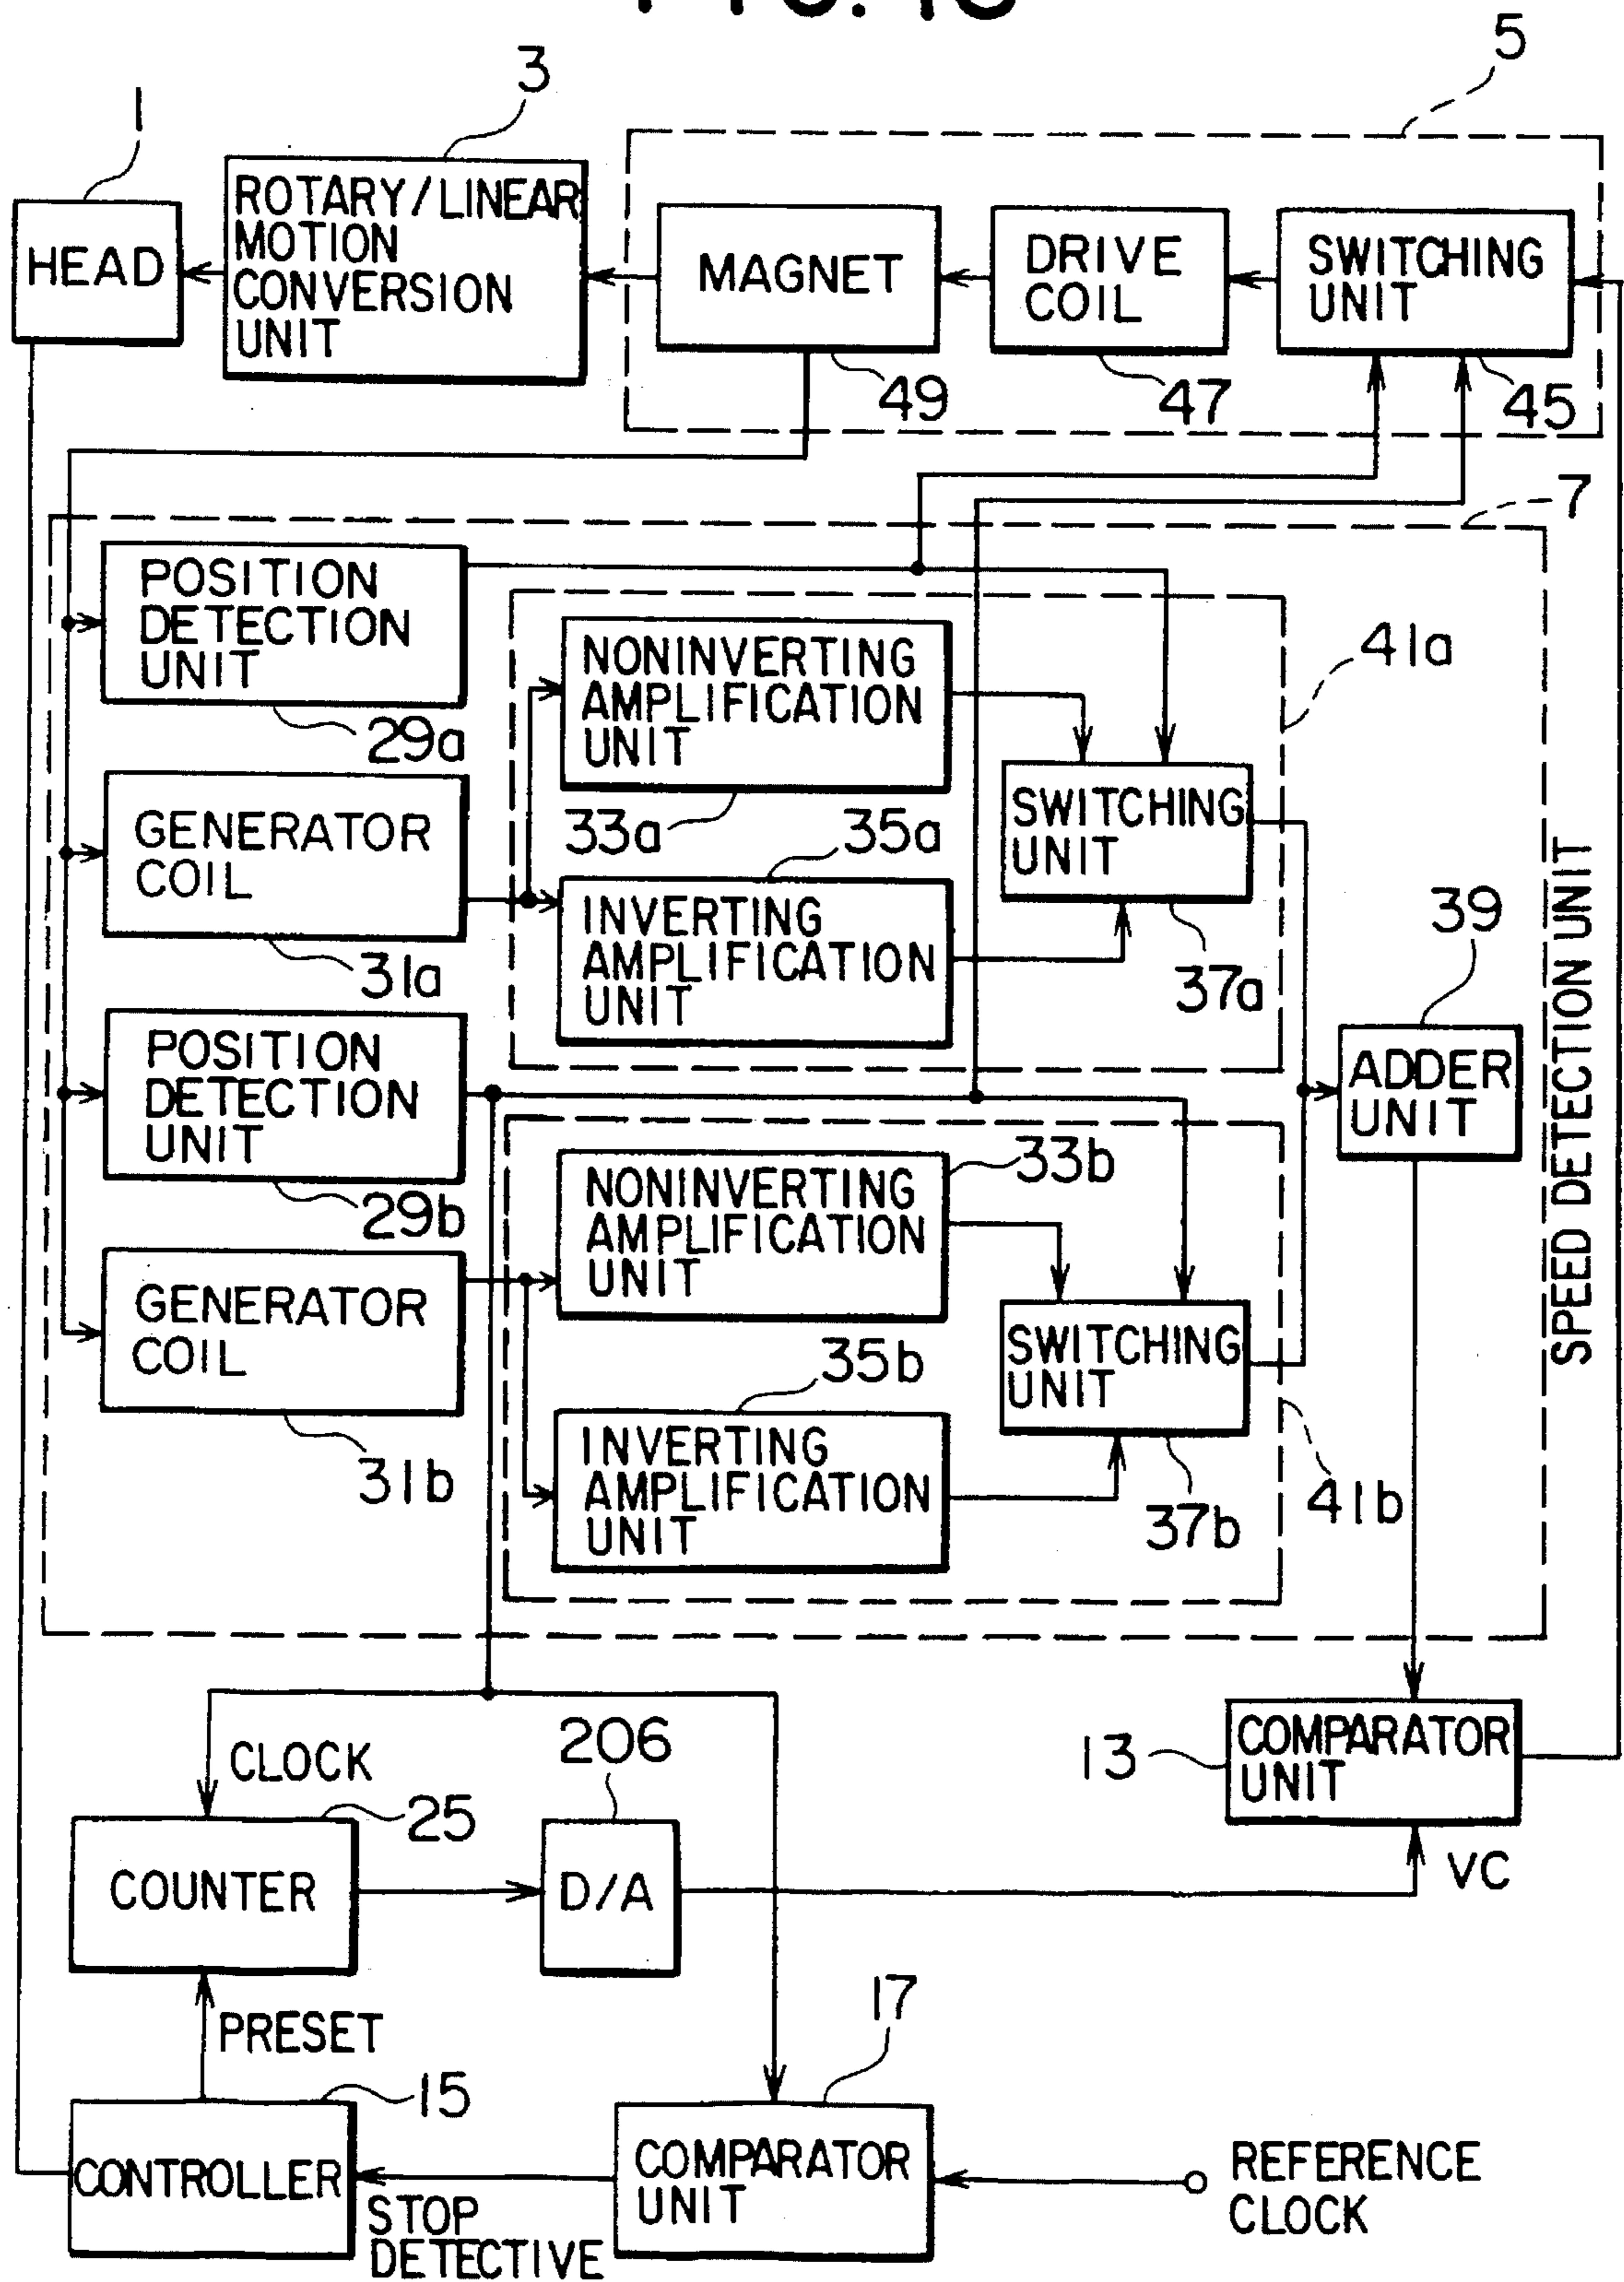 5
3
1
ROTARY/LINEAR
MOTION
CONVERSION
UNIT
HEAD
MAGNET
DRIVE
COIL
SWITCHING
UNIT
49
47
45
7
POSITION
DETECTION
UNIT
29a
NONINVERTING
AMPLIFICATION
UNIT
33a
41a
GENERATOR
COIL
31a
35a
INVERTING
AMPLIFICATION
UNIT
SWITCHING
UNIT
37a
39
ADDER
UNIT
SPEED DETECTION UNIT
POSITION
DETECTION
UNIT
29b
33b
NONINVERTING
AMPLIFICATION
UNIT
GENERATOR
COIL
31b
35b
INVERTING
AMPLIFICATION
UNIT
SWITCHING
UNIT
37b
41b
CLOCK
206
25
COUNTER
D/A
13
COMPARATOR
UNIT
VC
PRESET
17
15
CONTROLLER
STOP
DETECTIVE
COMPARATOR
UNIT
REFERENCE
CLOCK